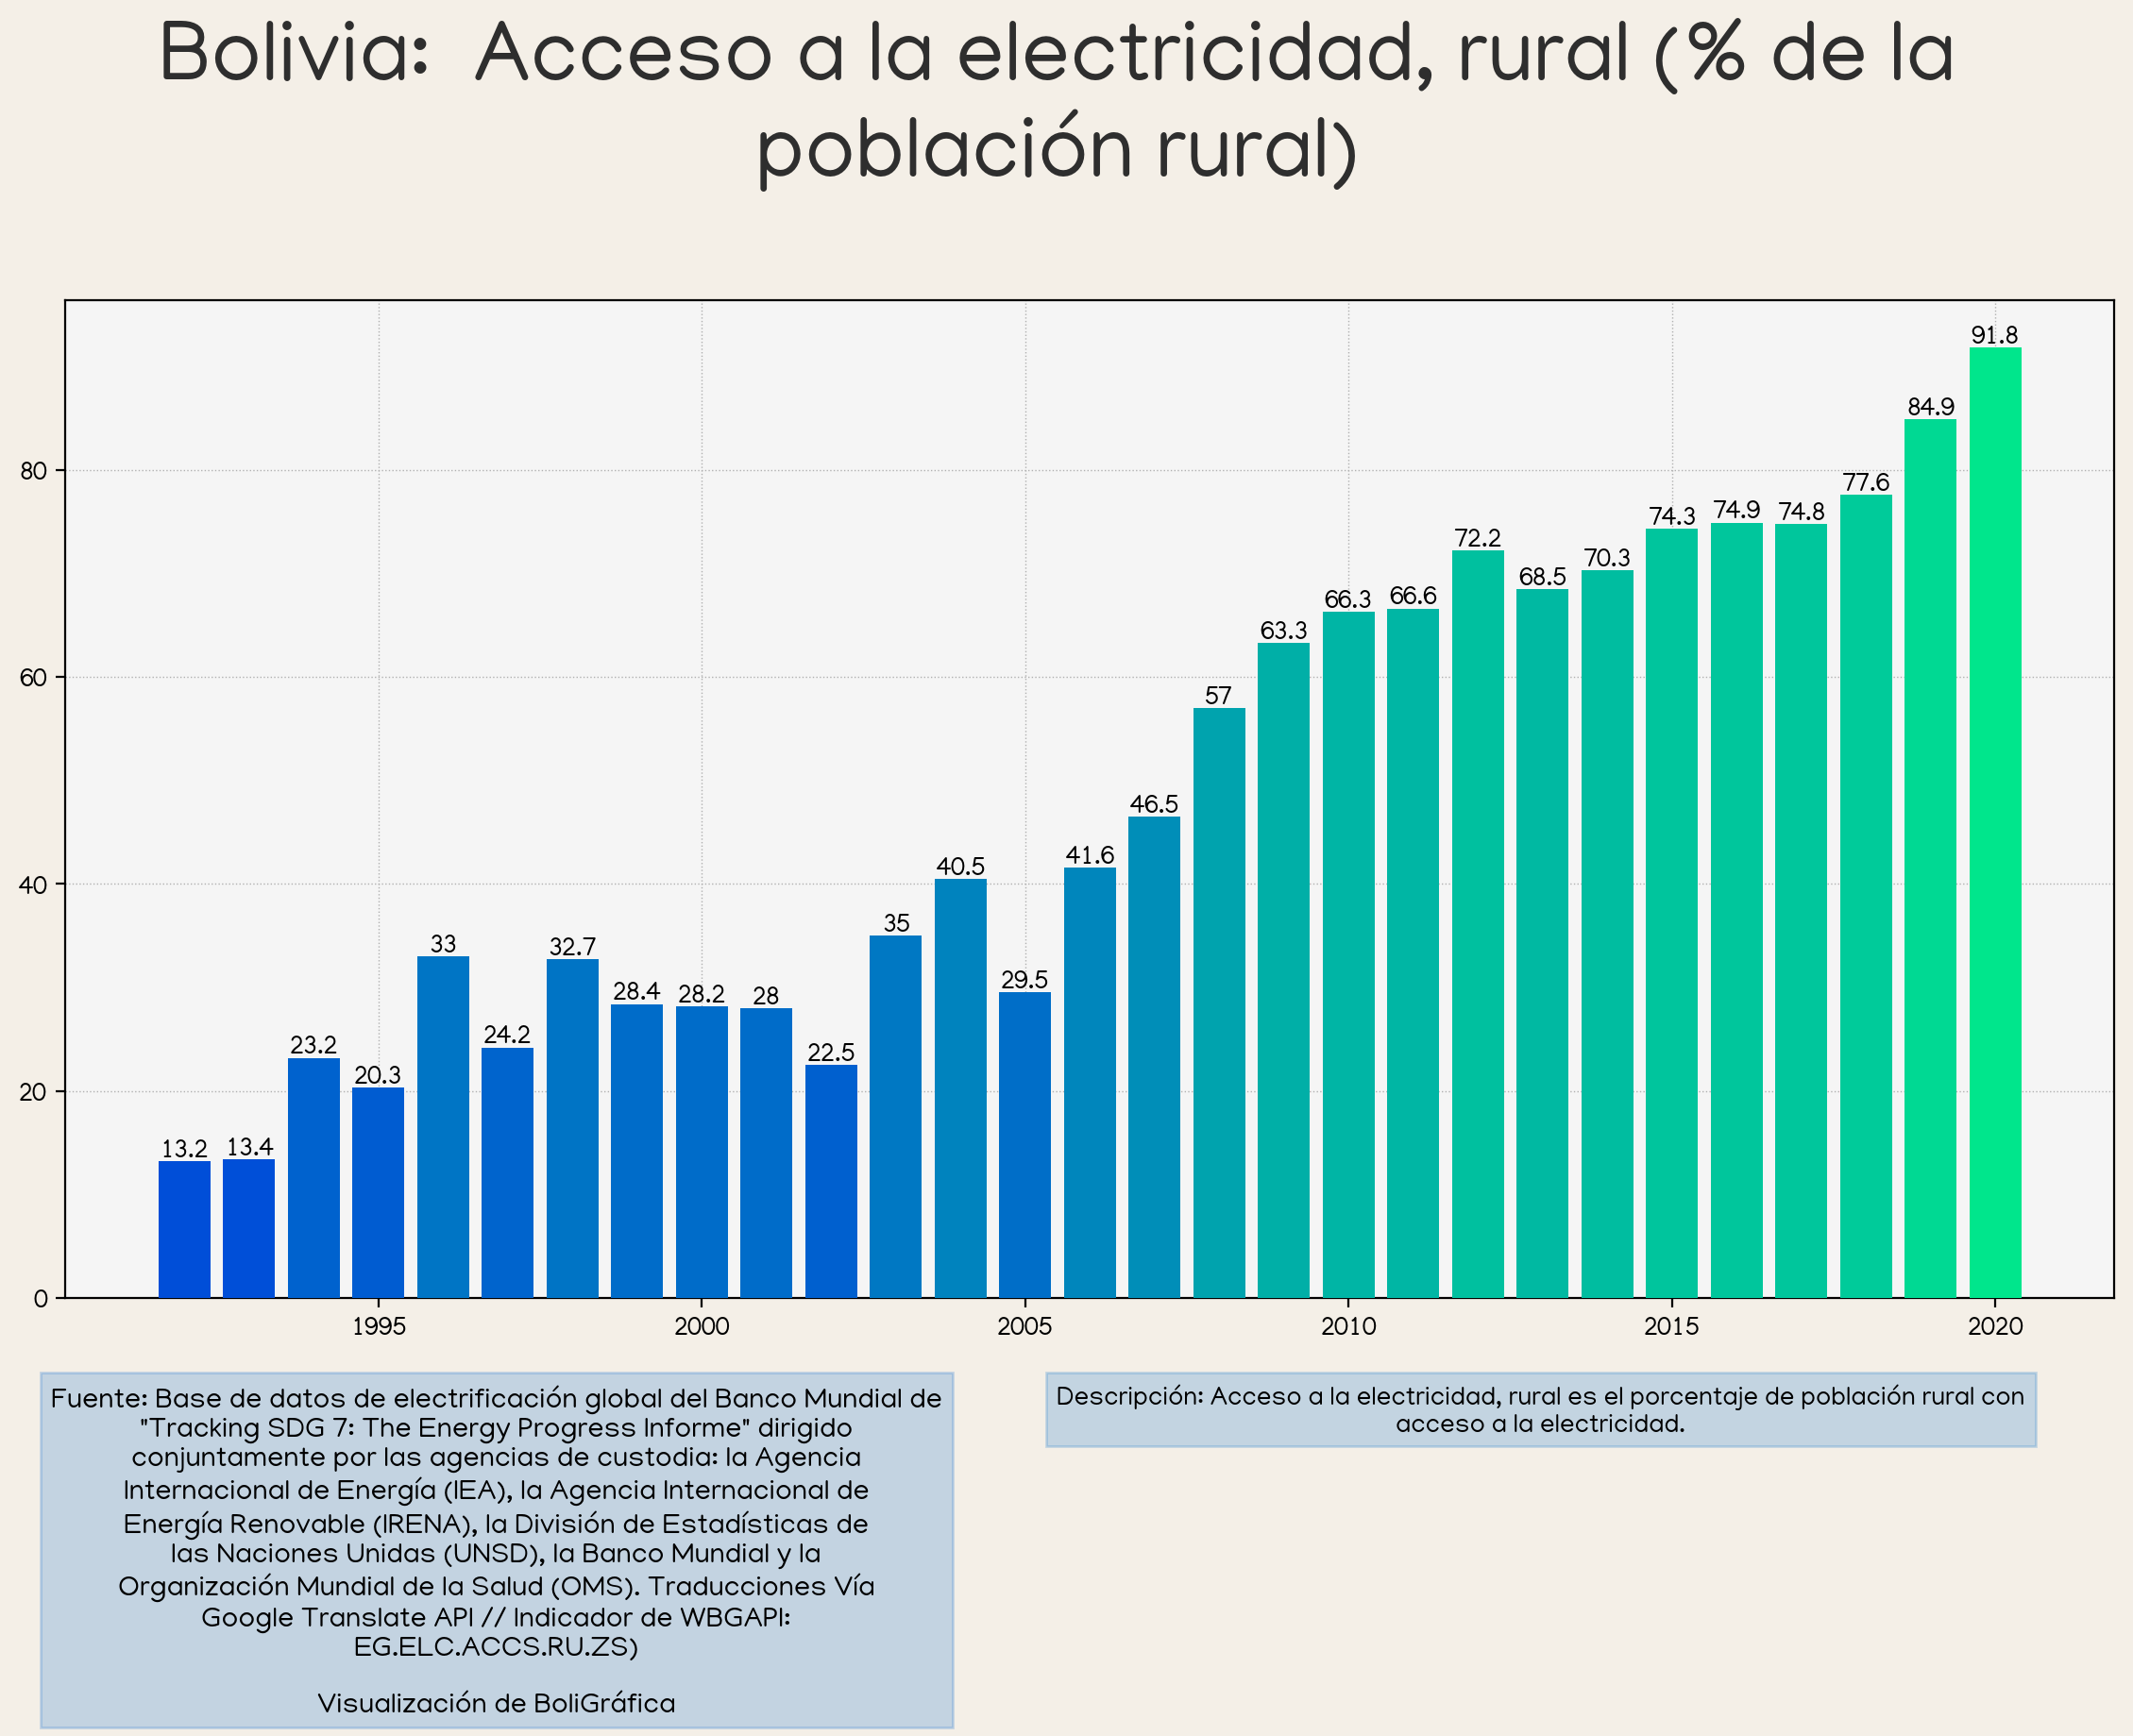 Bolivia:  Acceso a la electricidad, rural (% de la
población rural)
91.8
84.9
80
77.6
74.3
74.9
74.8
72.2
70.3
68.5
66.3
66.6
63.3
60
57
46.5
41.6
40.5
40
35
33
32.7
29.5
28.4
28.2
28
24.2
23.2
22.5
20.3
20
13.2
13.4
0
1995
2000
2005
2010
2015
2020
Fuente: Base de datos de electrificación global del Banco Mundial de
"Tracking SDG 7: The Energy Progress Informe" dirigido
conjuntamente por las agencias de custodia: la Agencia
Internacional de Energía (IEA), la Agencia Internacional de
Energía Renovable (IRENA), la División de Estadísticas de
las Naciones Unidas (UNSD), la Banco Mundial y la
Organización Mundial de la Salud (OMS). Traducciones Vía
Google Translate API // Indicador de WBGAPI:
EG.ELC.ACCS.RU.ZS)
Visualización de BoliGráfica
Descripción: Acceso a la electricidad, rural es el porcentaje de población rural con
acceso a la electricidad.